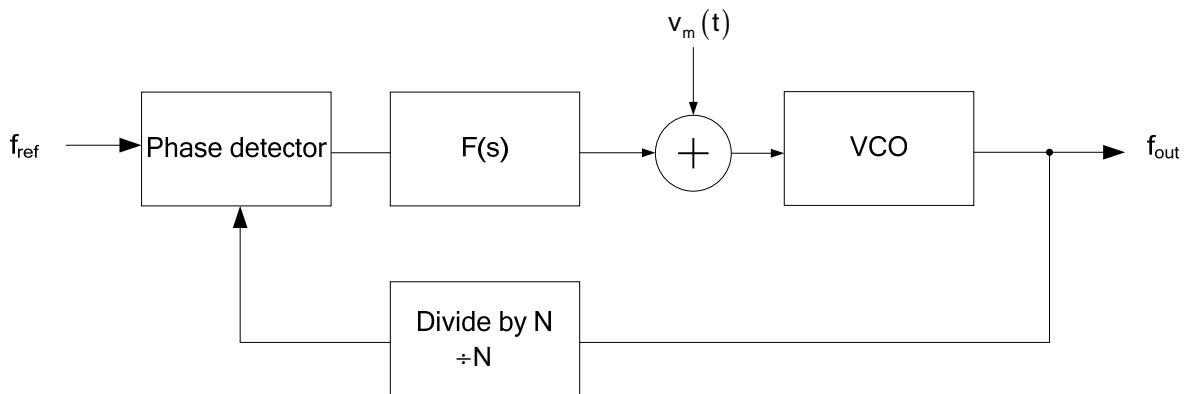 v_m(t)
f_ref
Phase detector
F(s)
+
VCO
f_out
Divide by N
÷N